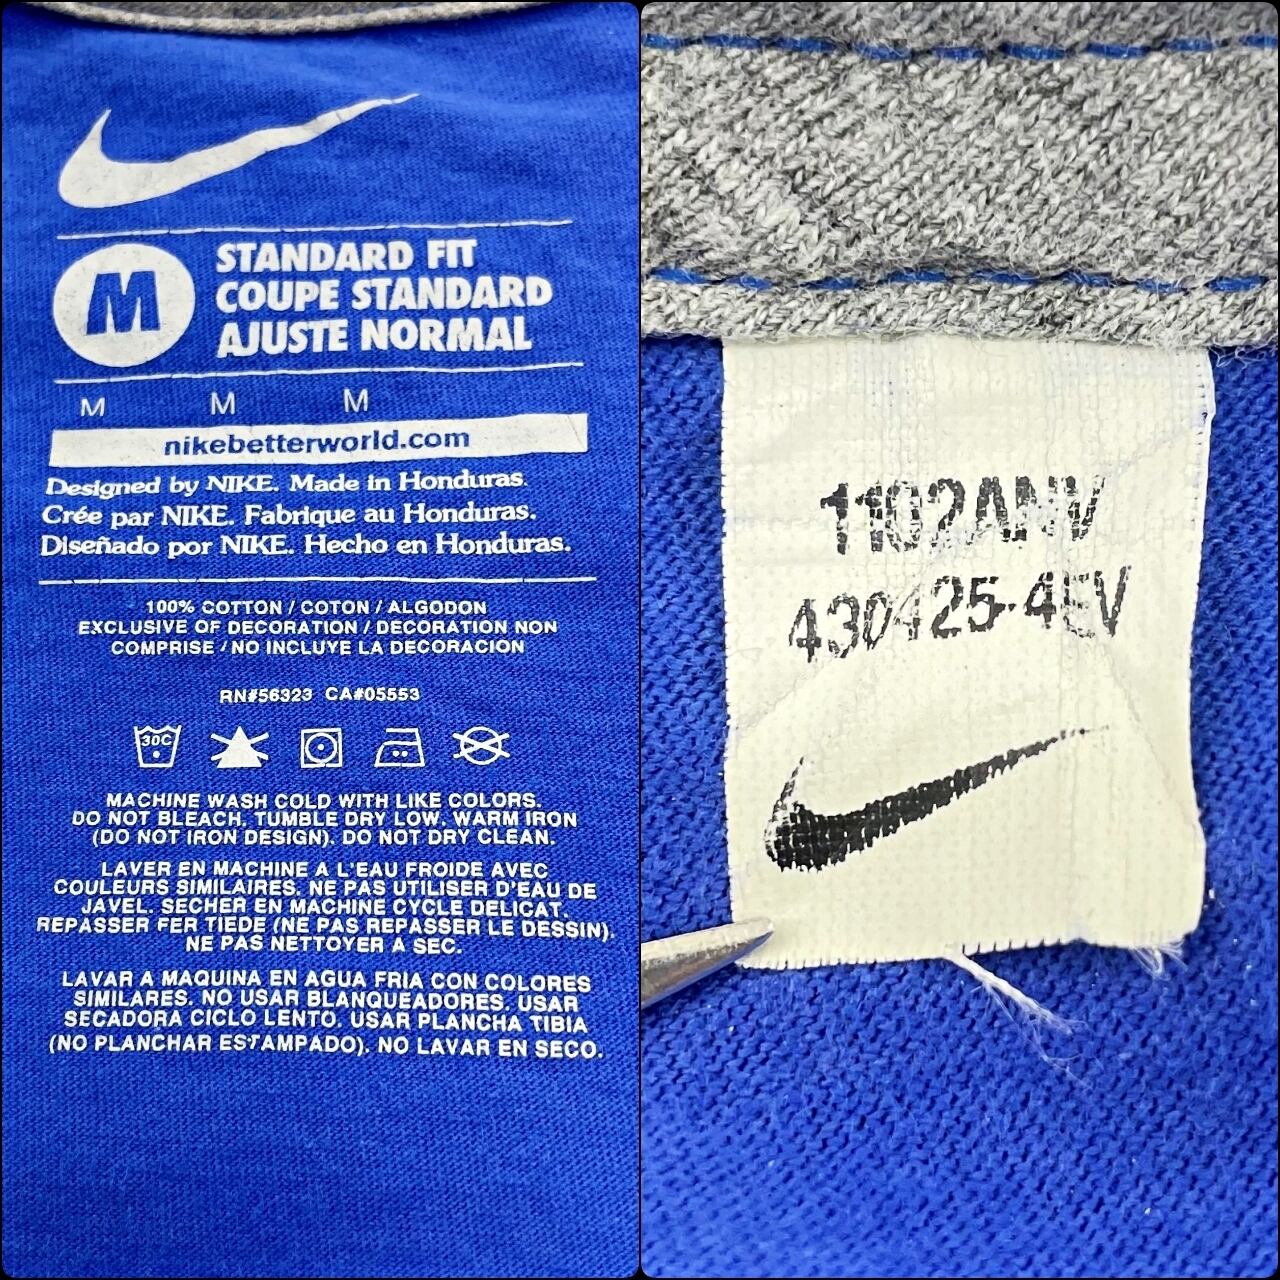 M
STANDARD FIT
COUPE STANDARD
AJUSTE NORMAL
M M M
nikebetterworld.com
Designed by NIKE. Made in Honduras.
Crée par NIKE. Fabrique au Honduras.
Diseñado por NIKE. Hecho en Honduras.
100% COTTON / COTON / ALGODON
EXCLUSIVE OF DECORATION / DECORATION NON
COMPRISE / NO INCLUYE LA DECORACION
RN#56323 CA#05553
30C
MACHINE WASH COLD WITH LIKE COLORS.
DO NOT BLEACH. TUMBLE DRY LOW. WARM IRON
(DO NOT IRON DESIGN). DO NOT DRY CLEAN.
LAVER EN MACHINE A L'EAU FROIDE AVEC
COULEURS SIMILAIRES. NE PAS UTILISER D'EAU DE
JAVEL. SECHER EN MACHINE CYCLE DELICAT.
REPASSER FER TIEDE (NE PAS REPASSER LE DESSIN).
NE PAS NETTOYER A SEC.
LAVAR A MAQUINA EN AGUA FRIA CON COLORES
SIMILARES. NO USAR BLANQUEADORES. USAR
SECADORA CICLO LENTO. USAR PLANCHA TIBIA
(NO PLANCHAR ESTAMPADO). NO LAVAR EN SECO.
1102ANV
430425-4EV